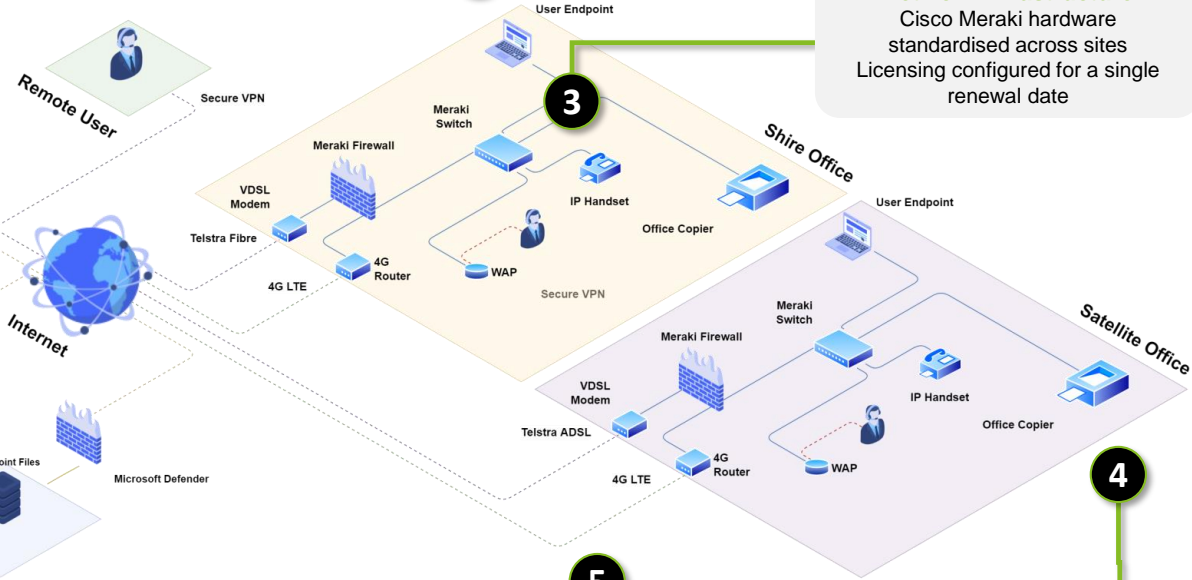 User Endpoint
Cisco Meraki hardware
standardised across sites
Licensing configured for a single
renewal date
Remote User
Secure VPN
3
Meraki
Switch
Meraki Firewall
Shire Office
VDSL
Modem
IP Handset
Telstra Fibre
Office Copier
4G
Router
WAP
4G LTE
Secure VPN
Internet
User Endpoint
Meraki
Switch
Satellite Office
Meraki Firewall
VDSL
Modem
IP Handset
Telstra ADSL
Office Copier
4G
Router
WAP
4G LTE
Files
Microsoft Defender
4
5